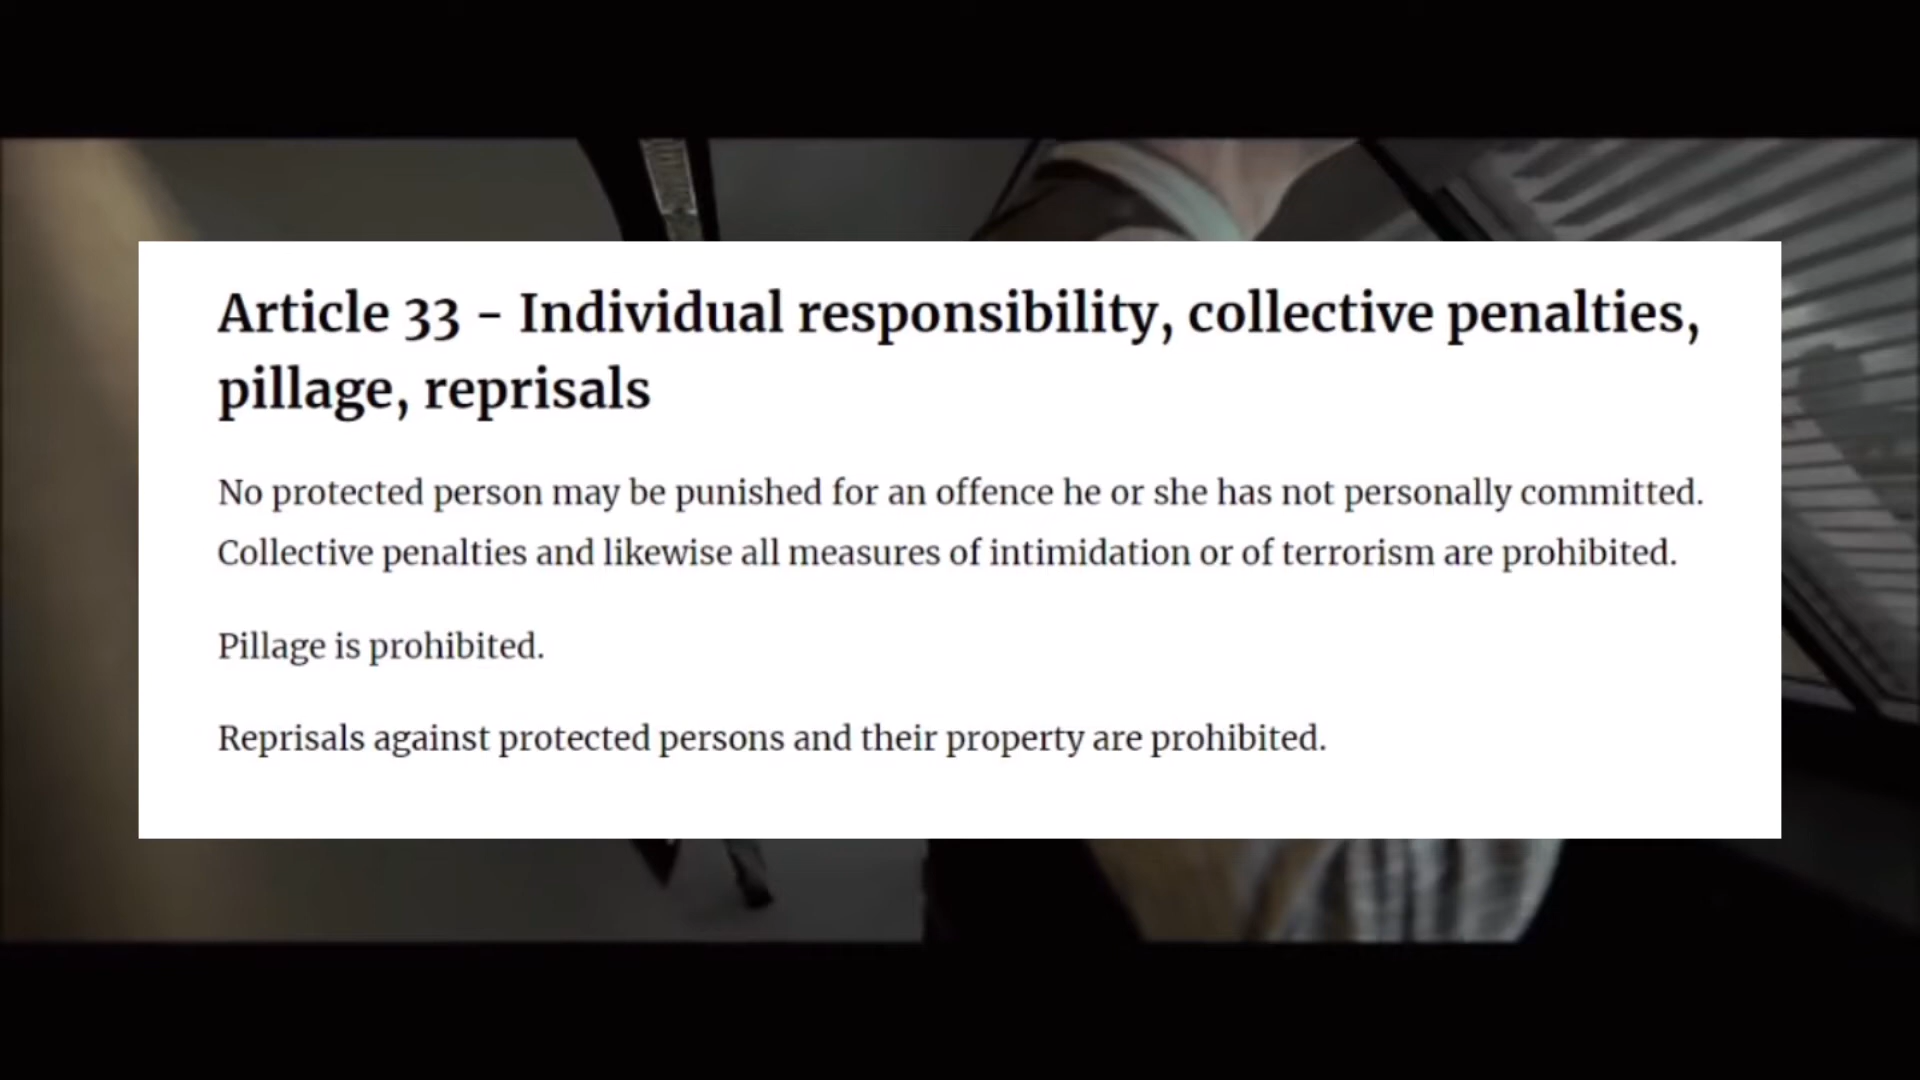 Article 33 - Individual responsibility, collective penalties,
pillage, reprisals
No protected person may be punished for an offence he or she has not personally committed.
Collective penalties and likewise all measures of intimidation or of terrorism are prohibited.
Pillage is prohibited.
Reprisals against protected persons and their property are prohibited.